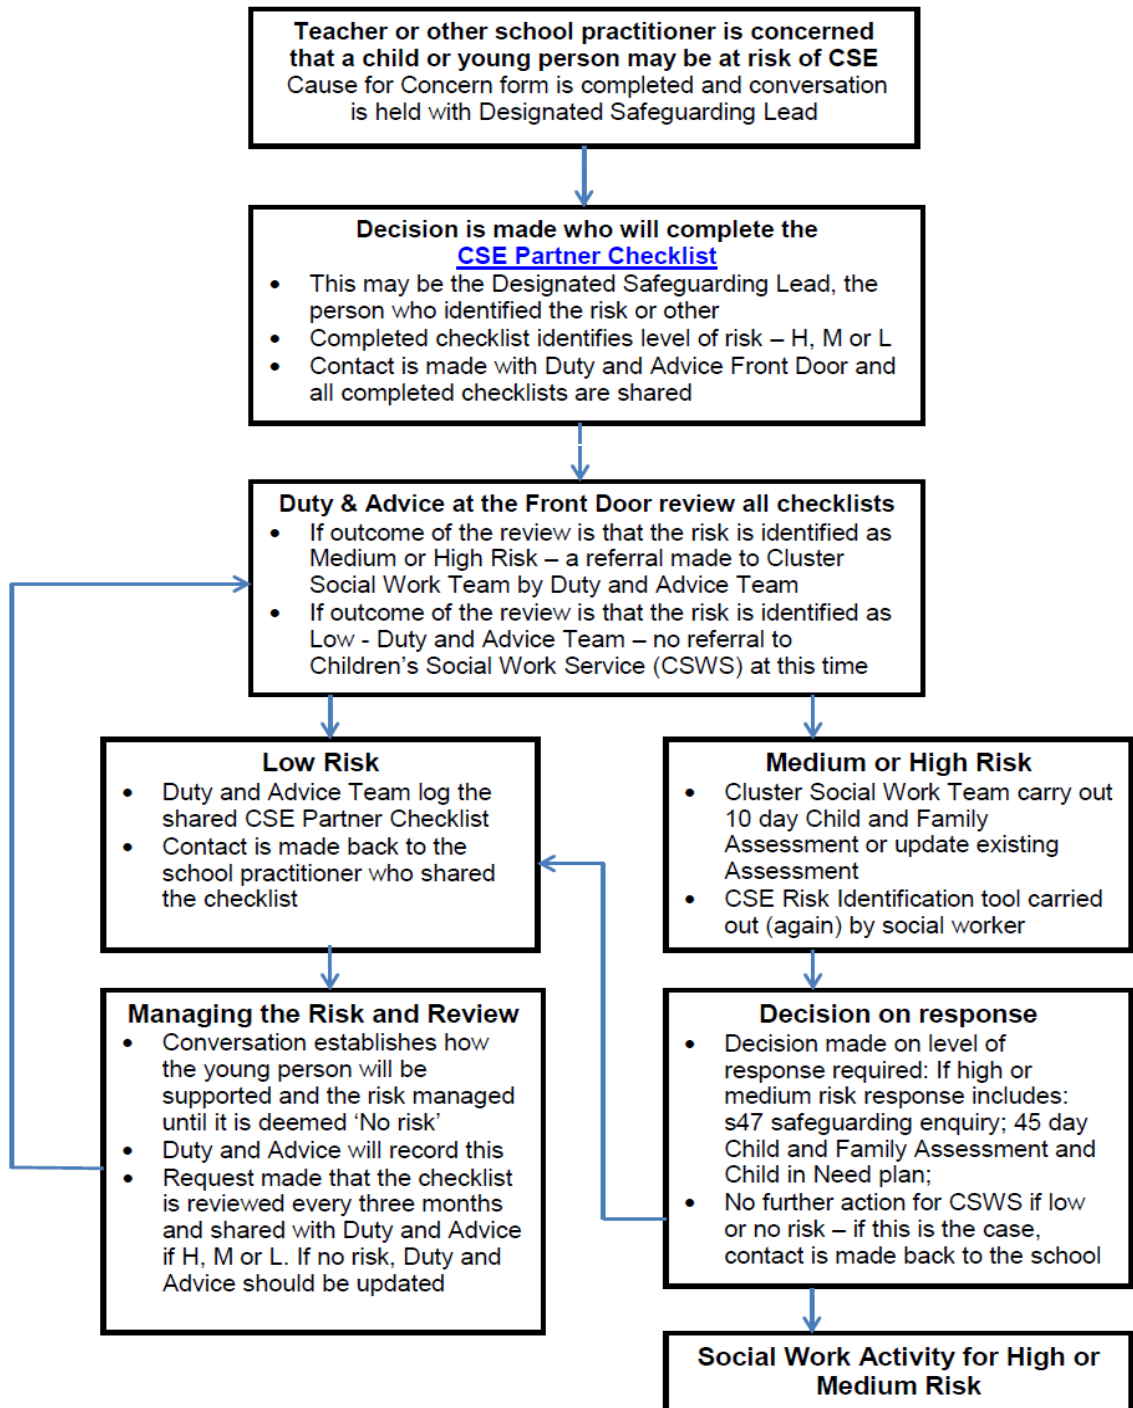 Teacher or other school practitioner is concerned
that a child or young person may be at risk of CSE
Cause for Concern form is completed and conversation
is held with Designated Safeguarding Lead
Decision is made who will complete the
CSE Partner Checklist
• This may be the Designated Safeguarding Lead, the
person who identified the risk or other
• Completed checklist identifies level of risk – H, M or L
• Contact is made with Duty and Advice Front Door and
all completed checklists are shared
Duty & Advice at the Front Door review all checklists
• If outcome of the review is that the risk is identified as
Medium or High Risk – a referral made to Cluster
Social Work Team by Duty and Advice Team
• If outcome of the review is that the risk is identified as
Low - Duty and Advice Team – no referral to
Children's Social Work Service (CSWS) at this time
Low Risk
• Duty and Advice Team log the
shared CSE Partner Checklist
• Contact is made back to the
school practitioner who shared
the checklist
Medium or High Risk
• Cluster Social Work Team carry out
10 day Child and Family
Assessment or update existing
Assessment
• CSE Risk Identification tool carried
out (again) by social worker
Managing the Risk and Review
• Conversation establishes how
the young person will be
supported and the risk managed
until it is deemed 'No risk'
• Duty and Advice will record this
• Request made that the checklist
is reviewed every three months
and shared with Duty and Advice
if H, M or L. If no risk, Duty and
Advice should be updated
Decision on response
• Decision made on level of
response required: If high or
medium risk response includes:
s47 safeguarding enquiry; 45 day
Child and Family Assessment and
Child in Need plan;
• No further action for CSWS if low
or no risk – if this is the case,
contact is made back to the school
Social Work Activity for High or
Medium Risk